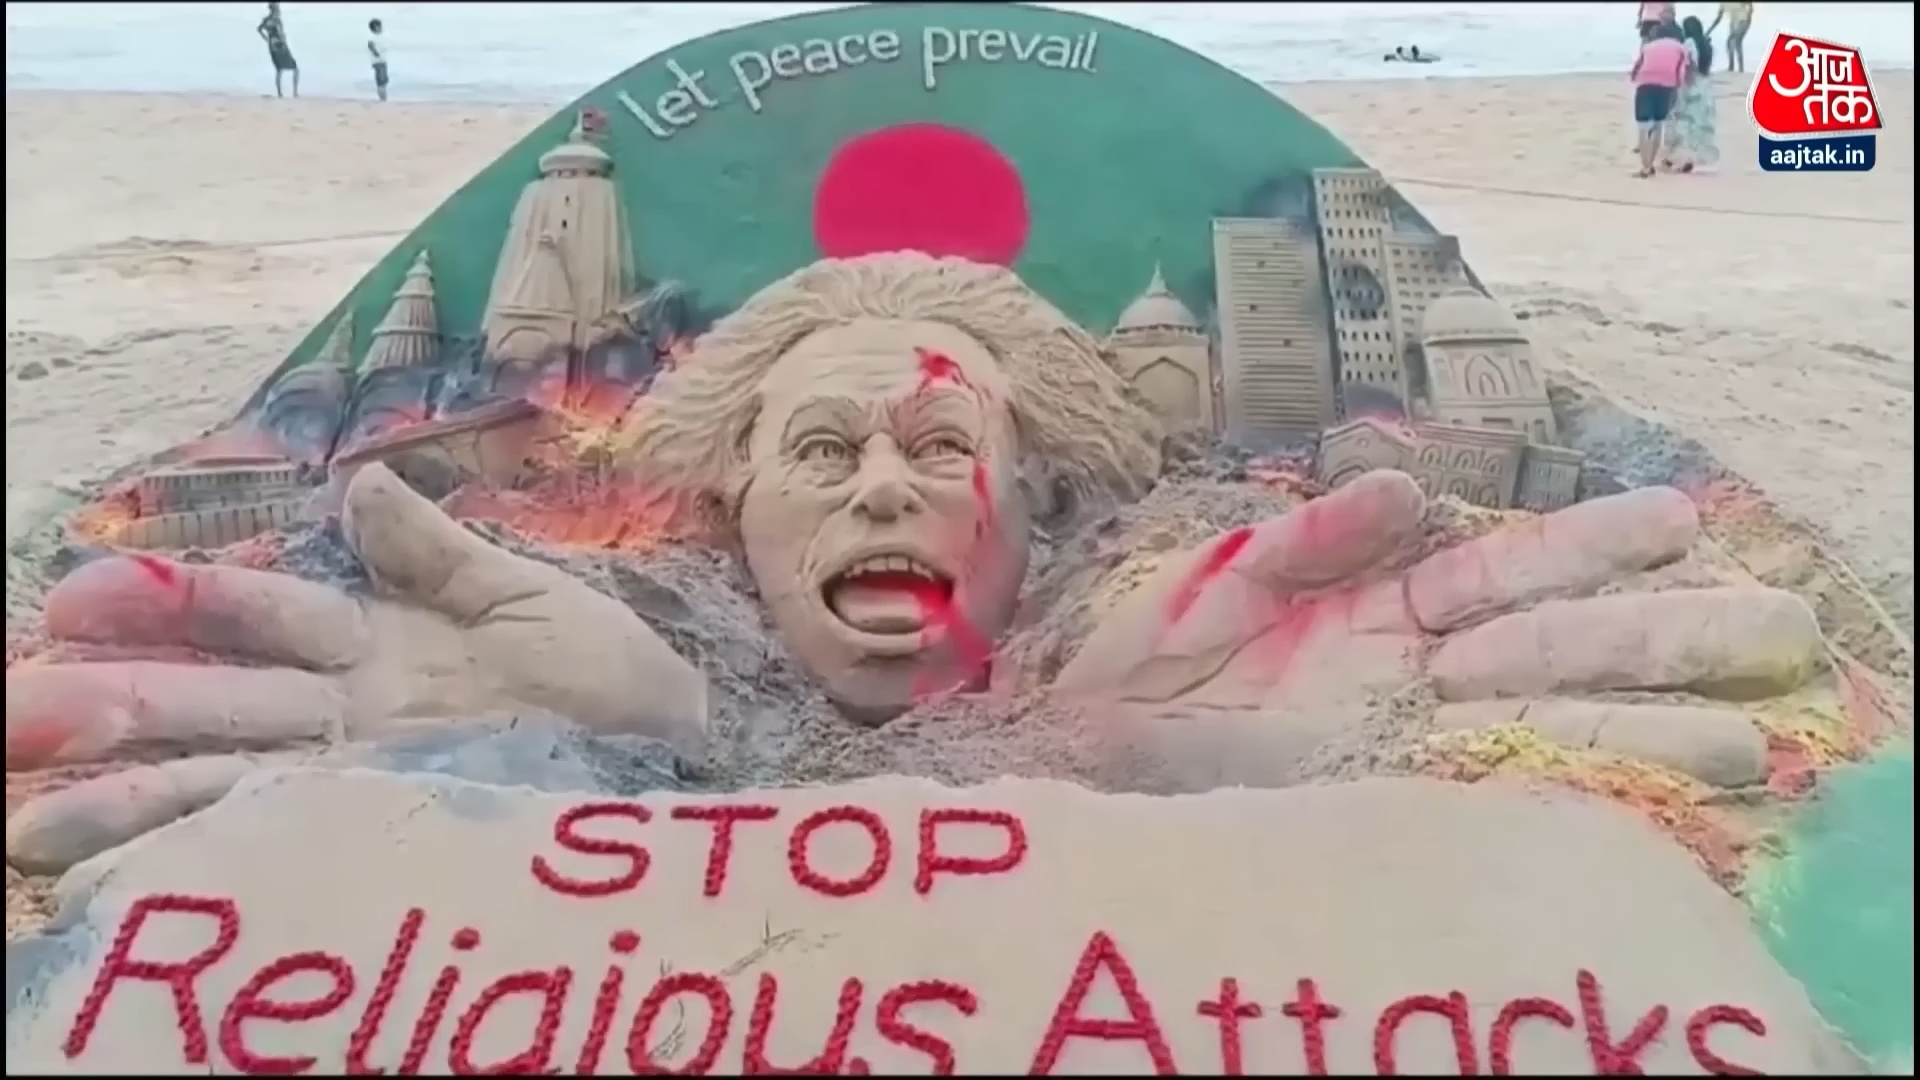 let peace prevail
आज
तक
aajtak.in
STOP
Religious Attacks